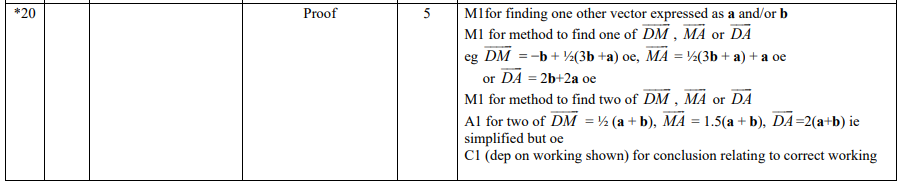 *20 Proof 5 M1for finding one other vector expressed as a and/or b
M1 for method to find one of DM , MA or DA
eg DM = –b + ½(3b +a) oe, MA = ½(3b + a) + a oe
or DA = 2b+2a oe
M1 for method to find two of DM , MA or DA
A1 for two of DM = ½ (a + b), MA = 1.5(a + b), DA=2(a+b) ie
simplified but oe
C1 (dep on working shown) for conclusion relating to correct working